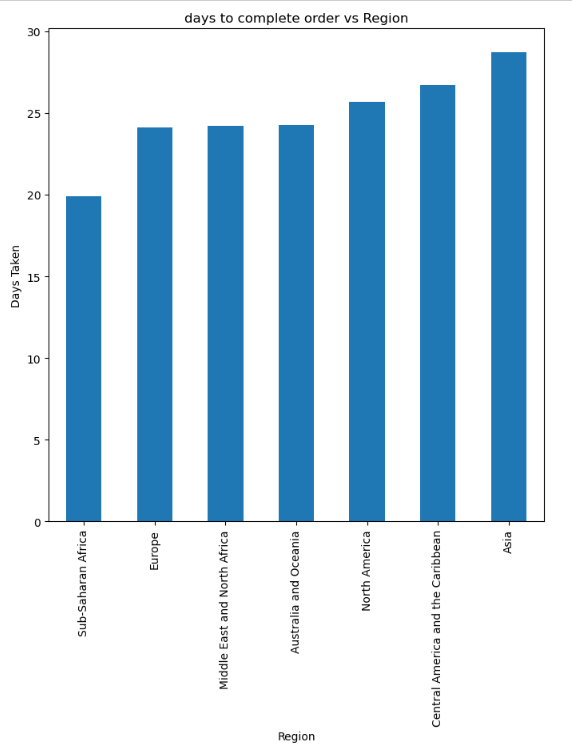 days to complete order vs Region
30
25
20
15
10
5
0
Days Taken
Sub-Saharan Africa
Europe
Middle East and North Africa
Australia and Oceania
North America
Central America and the Caribbean
Asia
Region